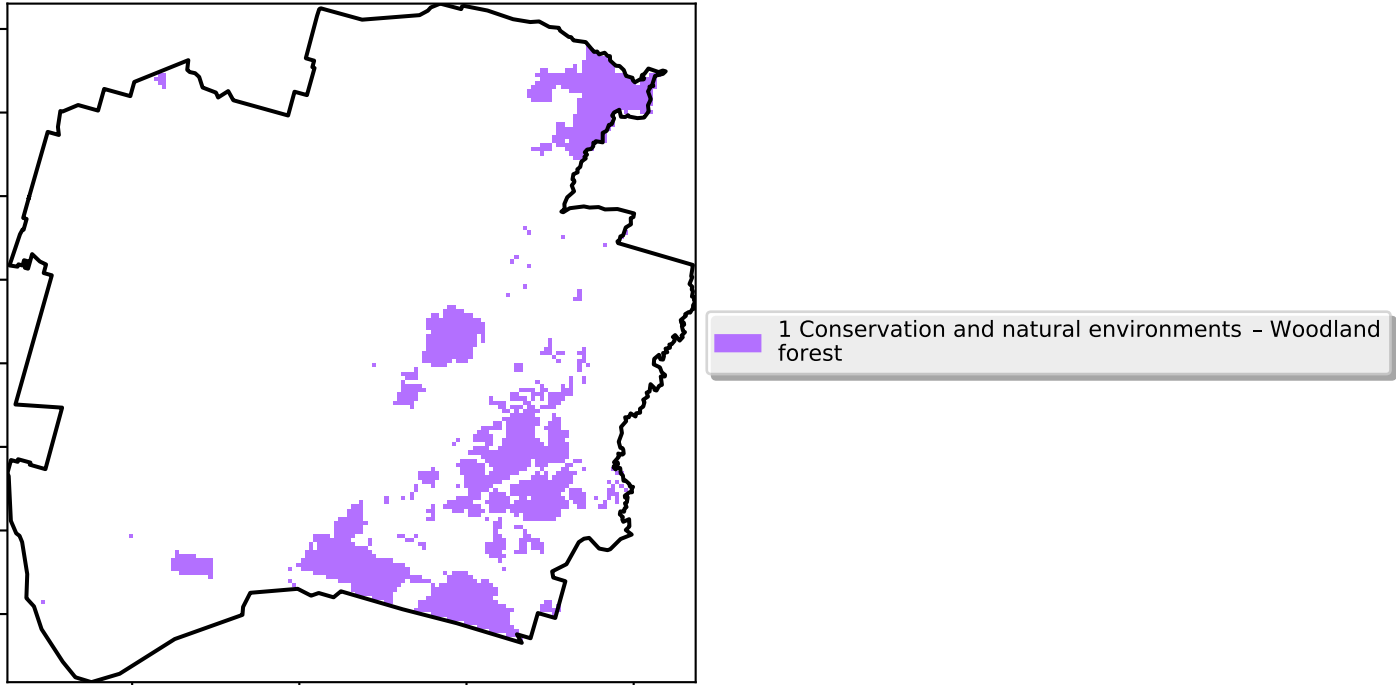 1 Conservation and natural environments – Woodland
forest